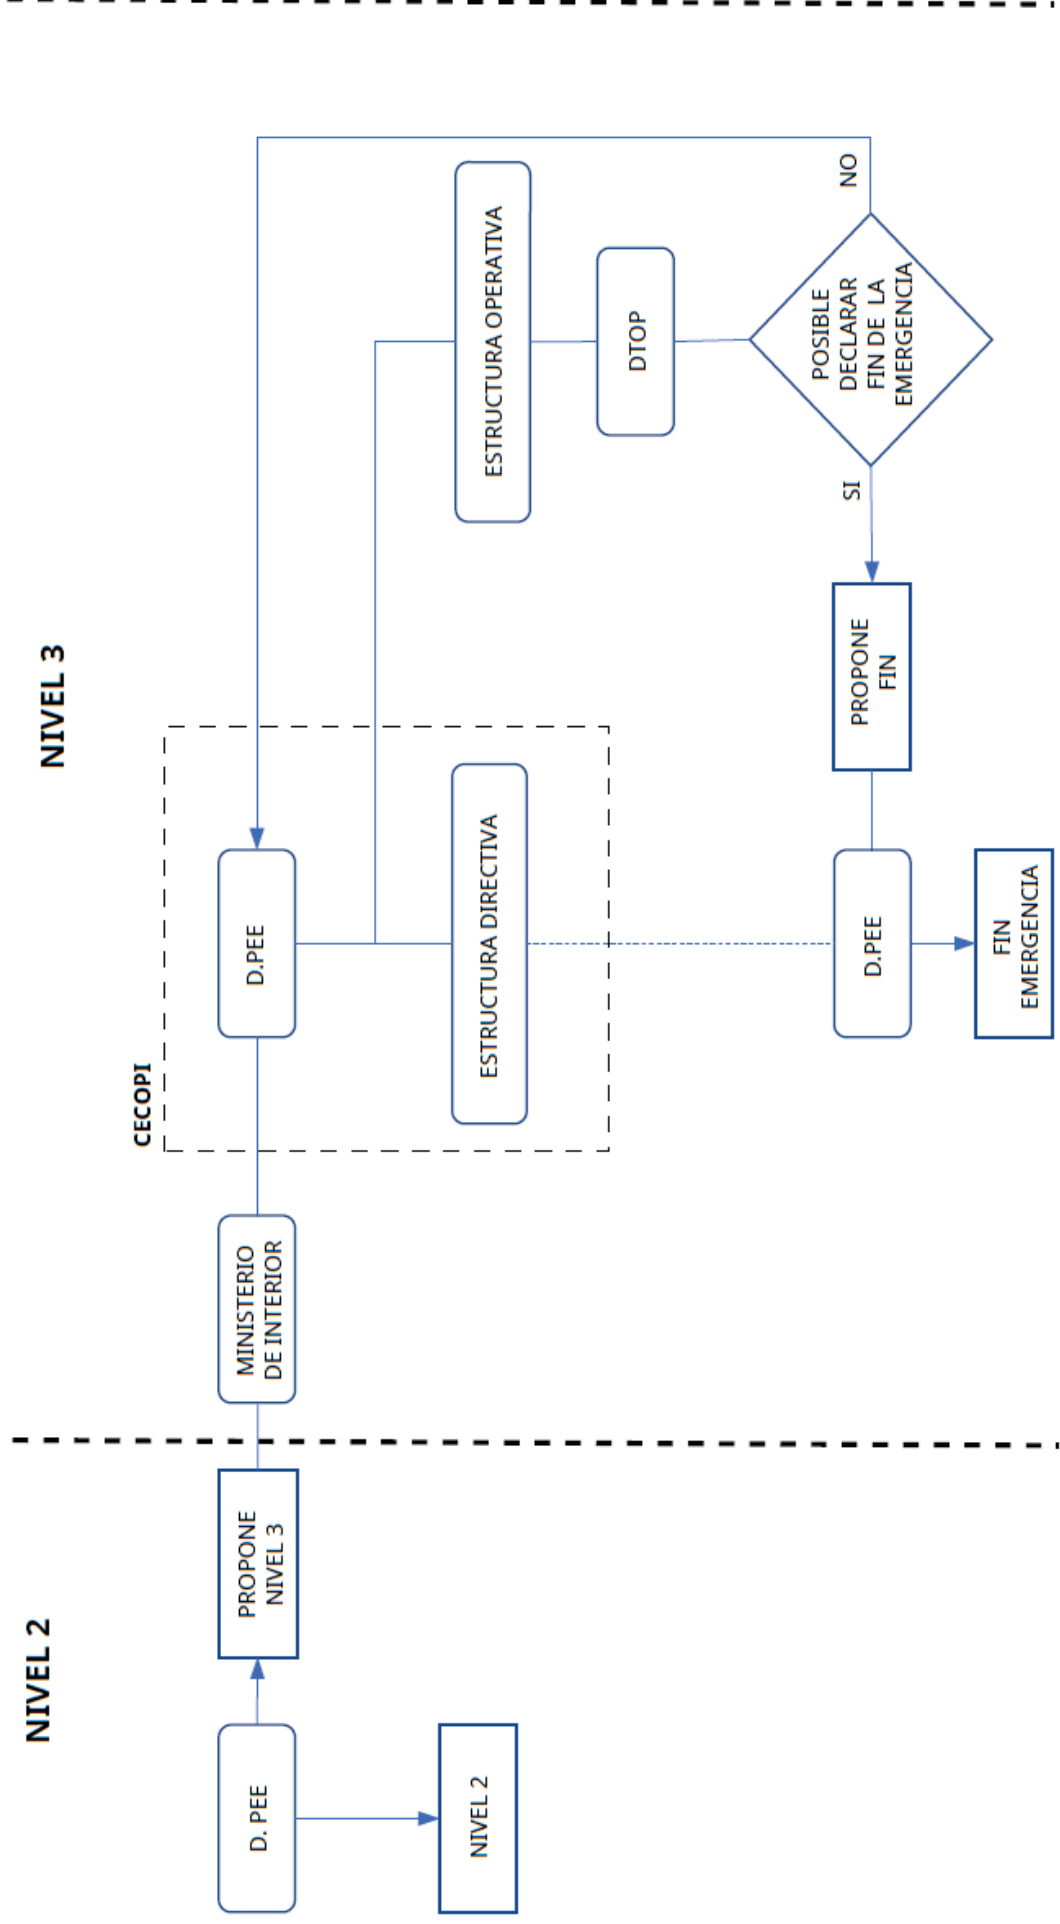 NIVEL 2
NIVEL 3
D. PEE
PROPONE
NIVEL 3
NIVEL 2
MINISTERIO
DE INTERIOR
CECOPI
D.PEE
ESTRUCTURA DIRECTIVA
ESTRUCTURA OPERATIVA
DTOP
POSIBLE
DECLARAR
FIN DE LA
EMERGENCIA
NO
SI
PROPONE
FIN
D.PEE
FIN
EMERGENCIA